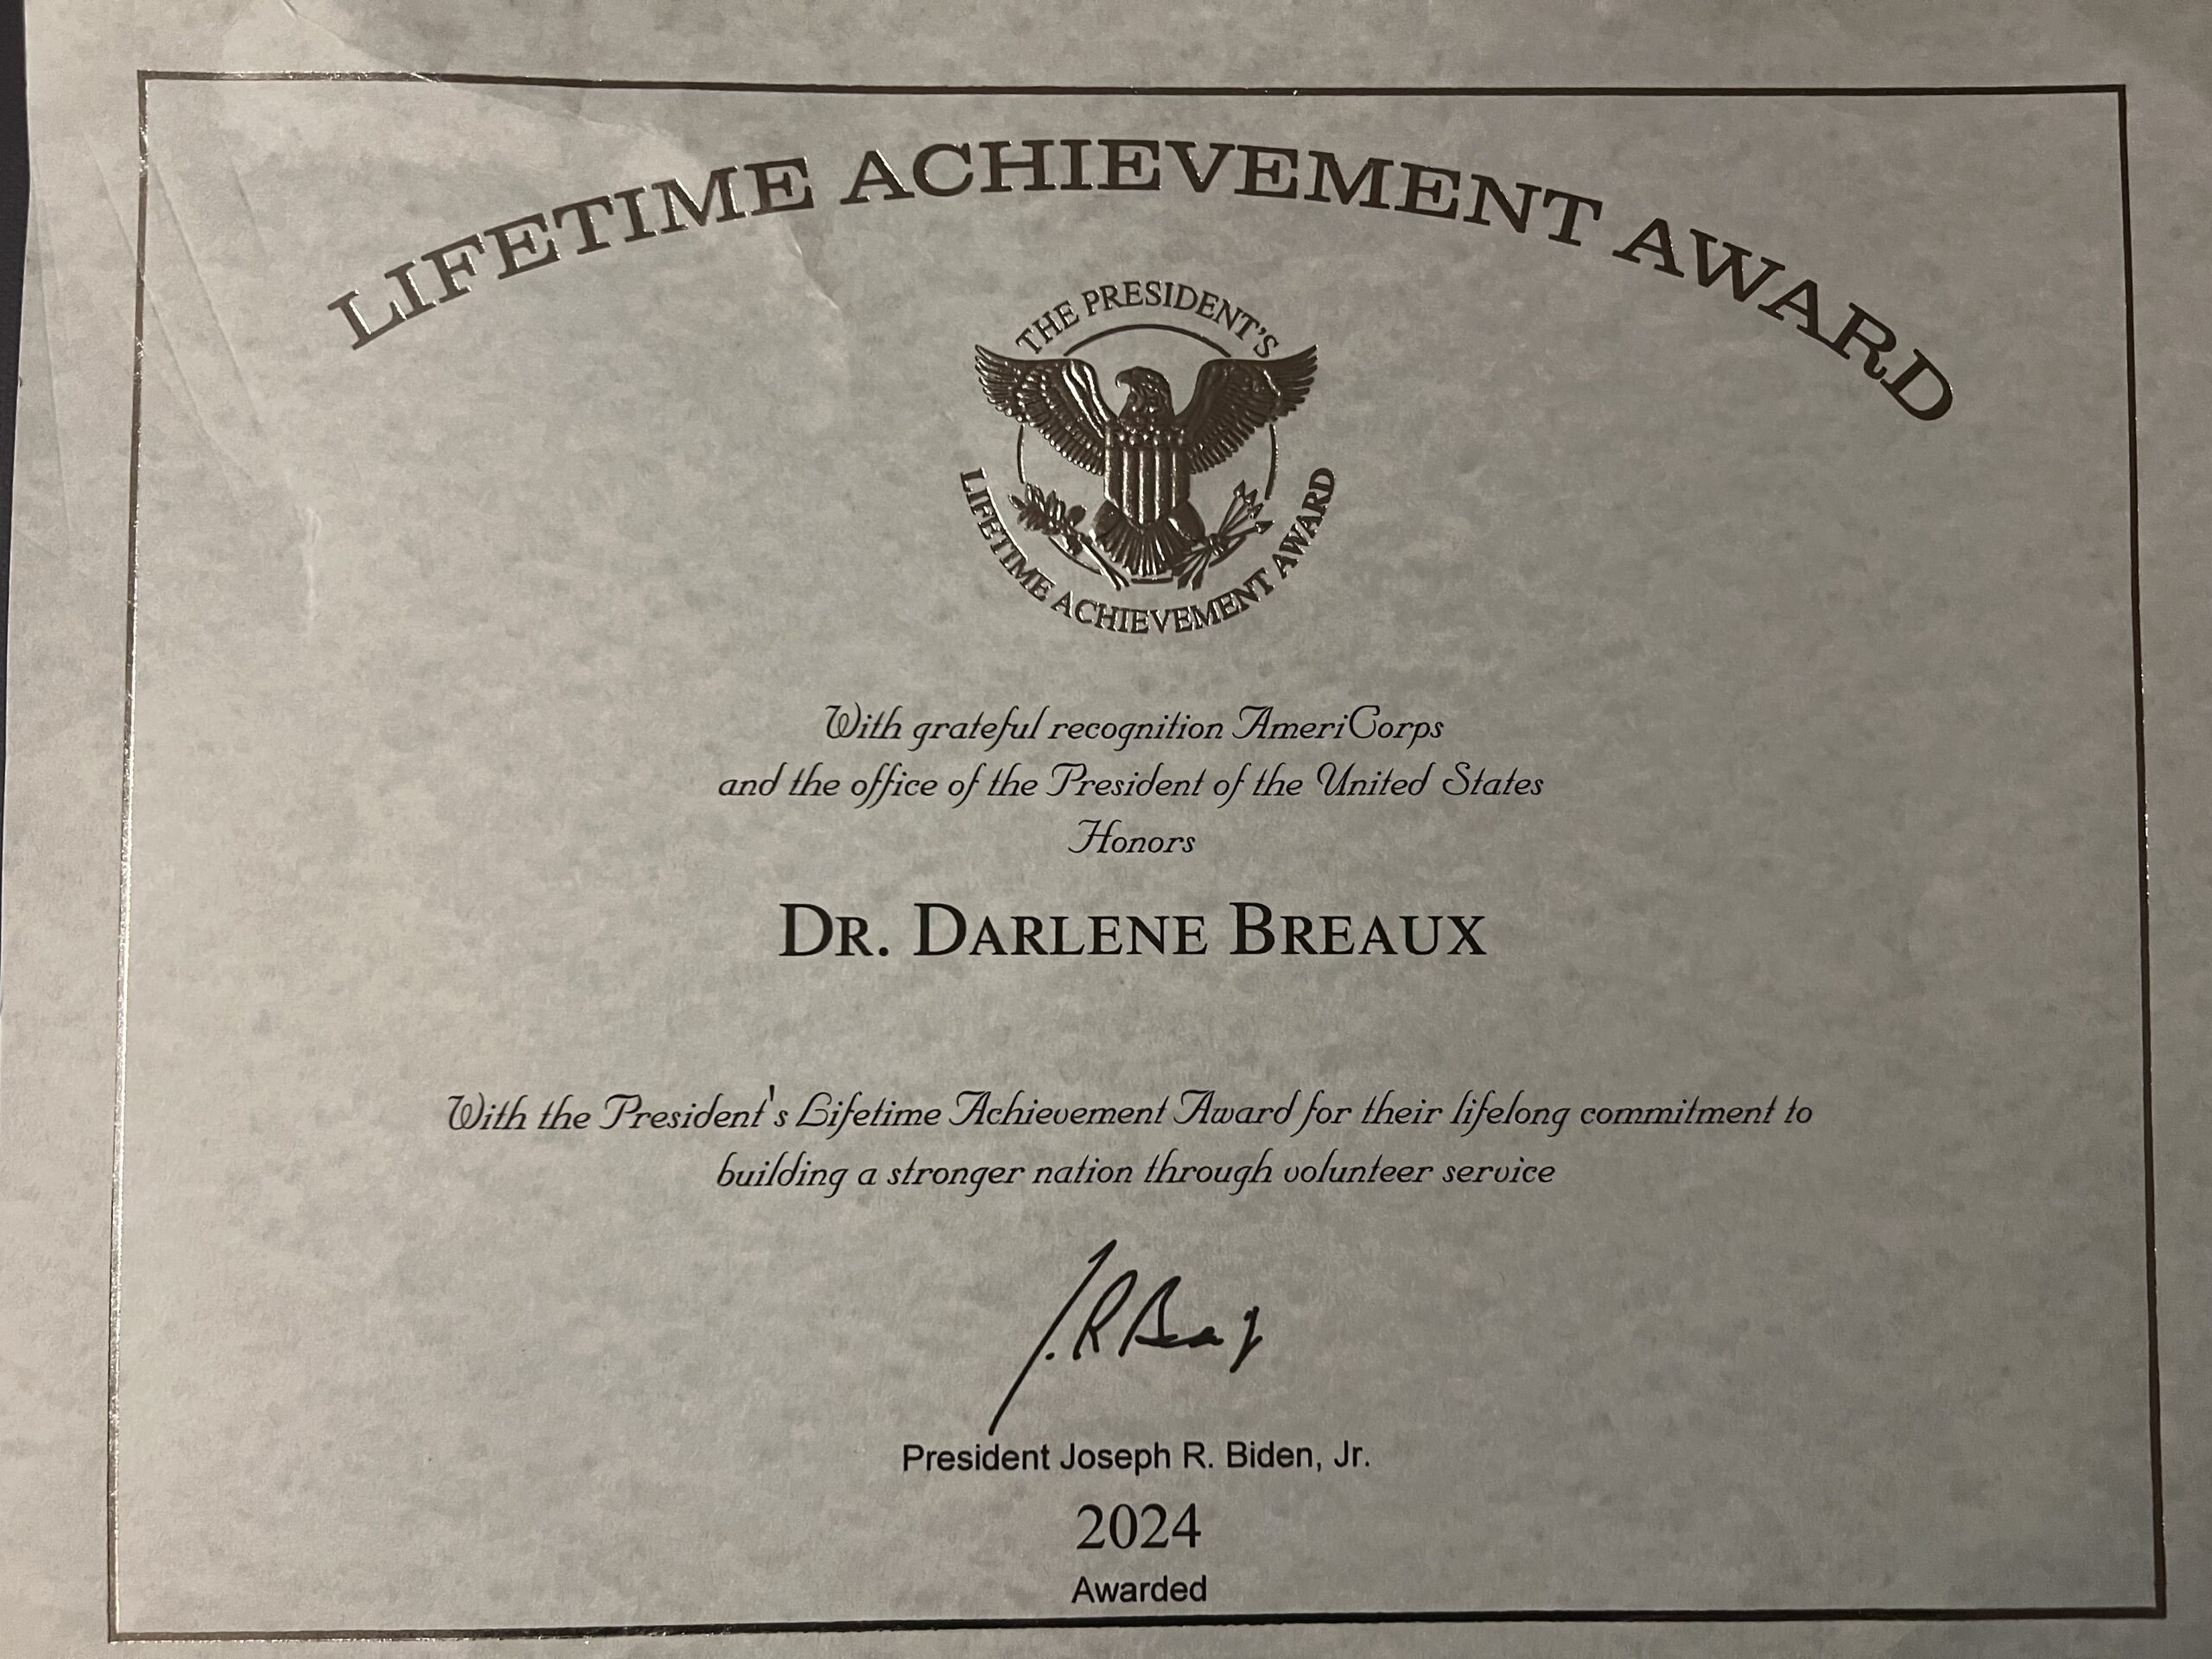 LIFETIME ACHIEVEMENT AWARD
THE PRESIDENT'S
LIFETIME ACHIEVEMENT AWARD
With grateful recognition AmeriCorps
and the office of the President of the United States
Honors
DR. DARLENE BREAUX
With the President's Lifetime Achievement Award for their lifelong commitment to
building a stronger nation through volunteer service
President Joseph R. Biden, Jr.
2024
Awarded